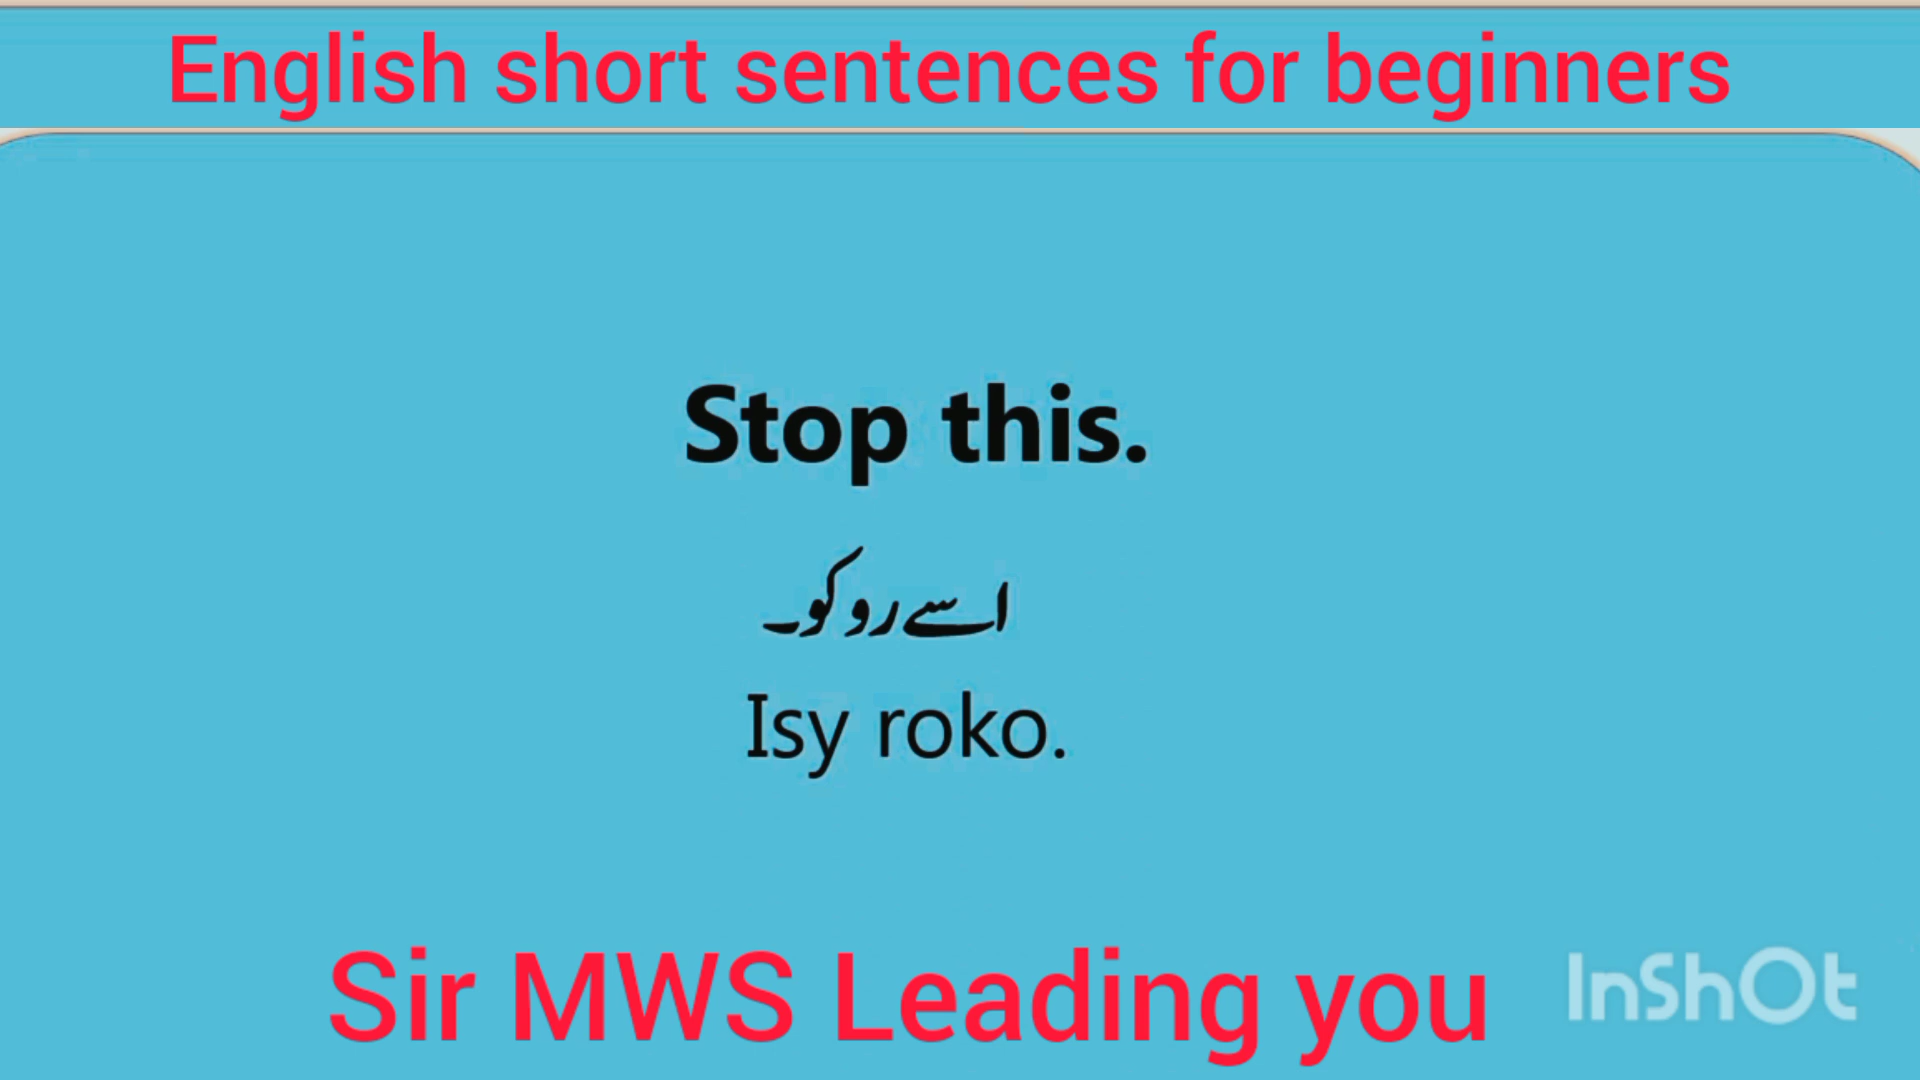 English short sentences for beginners
Stop this.
اسے روکو۔
Isy roko.
Sir MWS Leading you
InShOt